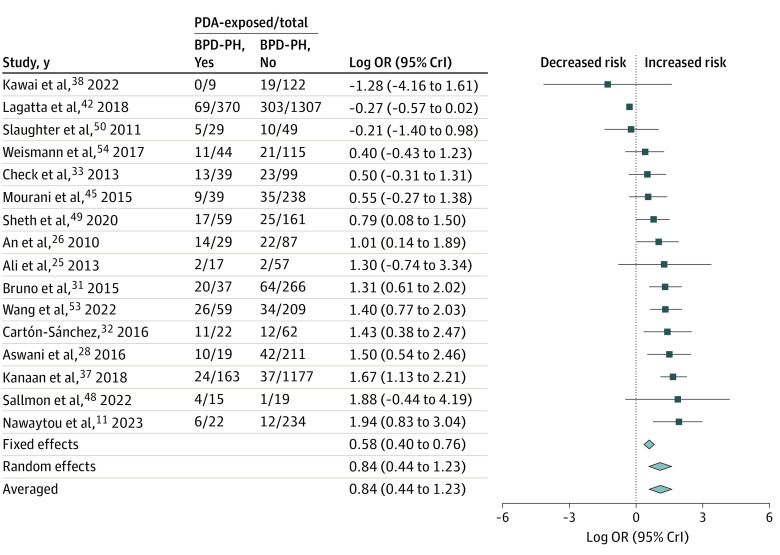 PDA-exposed/total
BPD-PH, Yes BPD-PH, No
Study, y Log OR (95% CrI) Decreased risk Increased risk
Kawai et al,38 2022 0/9 19/122 −1.28 (−4.16 to 1.61)
Lagatta et al,42 2018 69/370 303/1307 −0.27 (−0.57 to 0.02)
Slaughter et al,50 2011 5/29 10/49 −0.21 (−1.40 to 0.98)
Weismann et al,54 2017 11/44 21/115 0.40 (−0.43 to 1.23)
Check et al,33 2013 13/39 23/99 0.50 (−0.31 to 1.31)
Mourani et al,45 2015 9/39 35/238 0.55 (−0.27 to 1.38)
Sheth et al,49 2020 17/59 25/161 0.79 (0.08 to 1.50)
An et al,26 2010 14/29 22/87 1.01 (0.14 to 1.89)
Ali et al,25 2013 2/17 2/57 1.30 (−0.74 to 3.34)
Bruno et al,31 2015 20/37 64/266 1.31 (0.61 to 2.02)
Wang et al,53 2022 26/59 34/209 1.40 (0.77 to 2.03)
Cartón-Sánchez,32 2016 11/22 12/62 1.43 (0.38 to 2.47)
Aswani et al,28 2016 10/19 42/211 1.50 (0.54 to 2.46)
Kanaan et al,37 2018 24/163 37/1177 1.67 (1.13 to 2.21)
Sallmon et al,48 2022 4/15 1/19 1.88 (−0.44 to 4.19)
Nawaytou et al,11 2023 6/22 12/234 1.94 (0.83 to 3.04)
Fixed effects 0.58 (0.40 to 0.76)
Random effects 0.84 (0.44 to 1.23)
Averaged 0.84 (0.44 to 1.23)
-6 -3 0 3 6
Log OR (95% CrI)